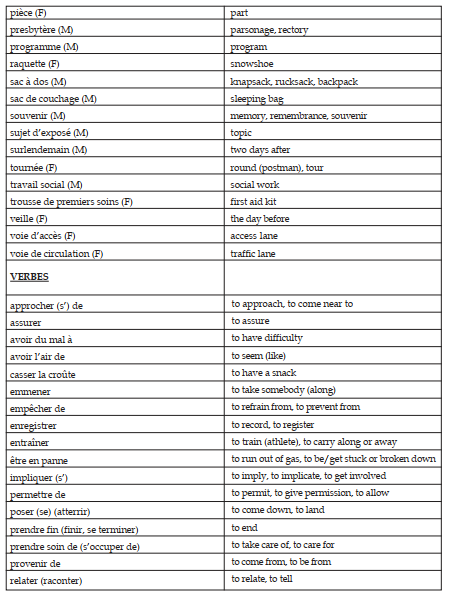 pièce (F) part
presbytère (M) parsonage, rectory
programme (M) program
raquette (F) snowshoe
sac à dos (M) knapsack, rucksack, backpack
sac de couchage (M) sleeping bag
souvenir (M) memory, remembrance, souvenir
sujet d'exposé (M) topic
surlendemain (M) two days after
tournée (F) round (postman), tour
travail social (M) social work
trousse de premiers soins (F) first aid kit
veille (F) the day before
voie d'accès (F) access lane
voie de circulation (F) traffic lane
VERBES
approcher (s') de to approach, to come near to
assurer to assure
avoir du mal à to have difficulty
avoir l'air de to seem (like)
casser la croûte to have a snack
emmener to take somebody (along)
empêcher de to refrain from, to prevent from
enregistrer to record, to register
entraîner to train (athlete), to carry along or away
être en panne to run out of gas, to be/get stuck or broken down
impliquer (s') to imply, to implicate, to get involved
permettre de to permit, to give permission, to allow
poser (se) (atterrir) to come down, to land
prendre fin (finir, se terminer) to end
prendre soin de (s'occuper de) to take care of, to care for
provenir de to come from, to be from
relater (raconter) to relate, to tell